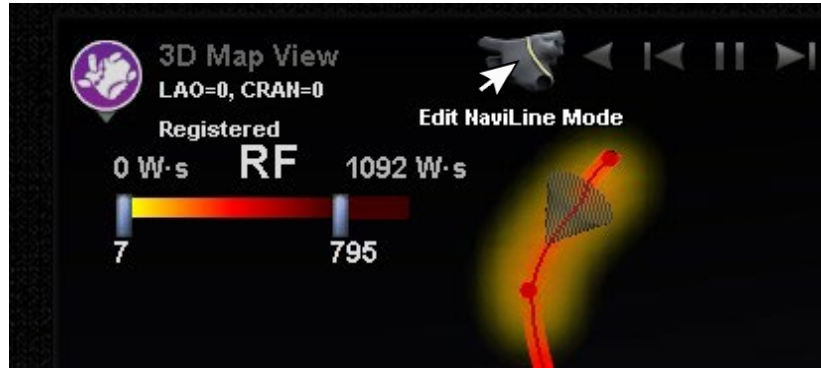 3D Map View
LAO=0, CRAN=0
Edit NaviLine Mode
Registered
0 W·s RF 1092 W·s
7 795